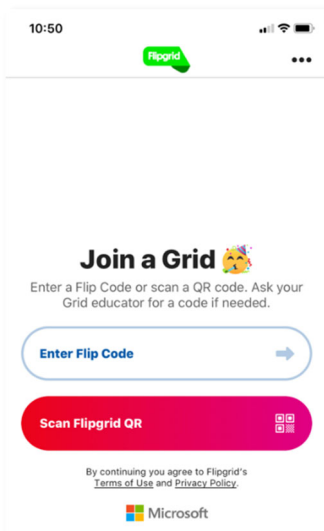 10:50
Flipgrid
Join a Grid
Enter a Flip Code or scan a QR code. Ask your
Grid educator for a code if needed.
Enter Flip Code
Scan Flipgrid QR
By continuing you agree to Flipgrid's
Terms of Use and Privacy Policy.
Microsoft